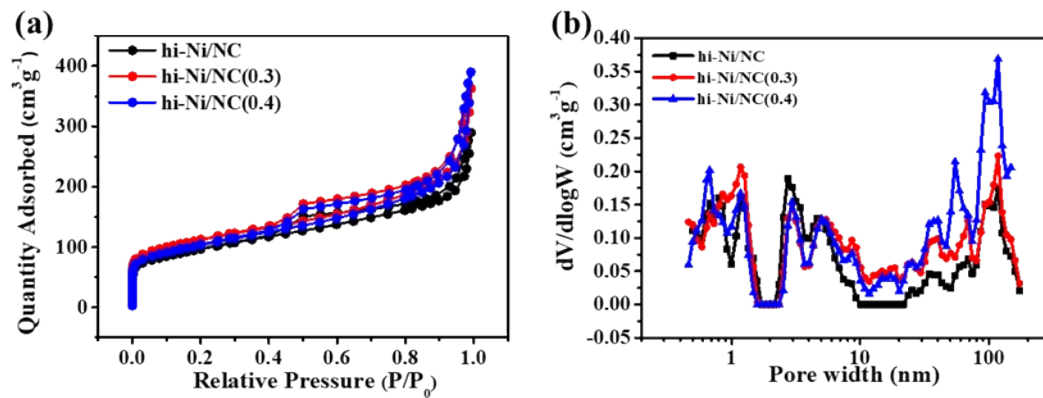 (a)
hi-Ni/NC
hi-Ni/NC(0.3)
hi-Ni/NC(0.4)
400
300
200
100
0
0.0 0.2 0.4 0.6 0.8 1.0
Quantity Adsorbed (cm³g⁻¹)
Relative Pressure (P/P₀)
(b)
hi-Ni/NC
hi-Ni/NC(0.3)
hi-Ni/NC(0.4)
0.40
0.35
0.30
0.25
0.20
0.15
0.10
0.05
0.00
-0.05
1 10 100
dV/dlogW (cm³g⁻¹)
Pore width (nm)